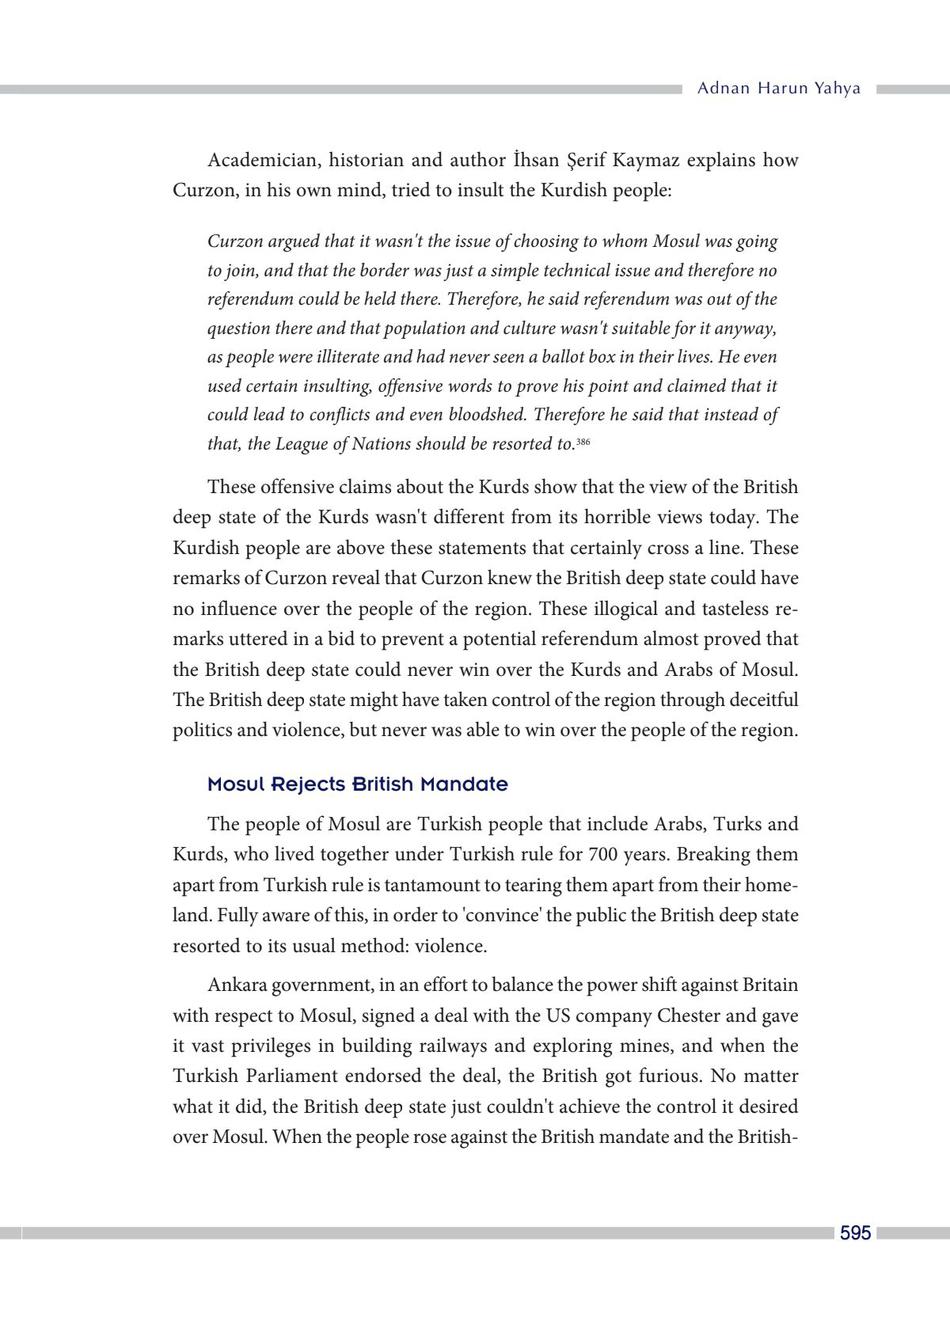 Adnan Harun Yahya
Academician, historian and author İhsan Şerif Kaymaz explains how
Curzon, in his own mind, tried to insult the Kurdish people:
Curzon argued that it wasn't the issue of choosing to whom Mosul was going
to join, and that the border was just a simple technical issue and therefore no
referendum could be held there. Therefore, he said referendum was out of the
question there and that population and culture wasn't suitable for it anyway,
as people were illiterate and had never seen a ballot box in their lives. He even
used certain insulting, offensive words to prove his point and claimed that it
could lead to conflicts and even bloodshed. Therefore he said that instead of
that, the League of Nations should be resorted to.386
These offensive claims about the Kurds show that the view of the British
deep state of the Kurds wasn't different from its horrible views today. The
Kurdish people are above these statements that certainly cross a line. These
remarks of Curzon reveal that Curzon knew the British deep state could have
no influence over the people of the region. These illogical and tasteless re-
marks uttered in a bid to prevent a potential referendum almost proved that
the British deep state could never win over the Kurds and Arabs of Mosul.
The British deep state might have taken control of the region through deceitful
politics and violence, but never was able to win over the people of the region.
Mosul Rejects British Mandate
The people of Mosul are Turkish people that include Arabs, Turks and
Kurds, who lived together under Turkish rule for 700 years. Breaking them
apart from Turkish rule is tantamount to tearing them apart from their home-
land. Fully aware of this, in order to 'convince' the public the British deep state
resorted to its usual method: violence.
Ankara government, in an effort to balance the power shift against Britain
with respect to Mosul, signed a deal with the US company Chester and gave
it vast privileges in building railways and exploring mines, and when the
Turkish Parliament endorsed the deal, the British got furious. No matter
what it did, the British deep state just couldn't achieve the control it desired
over Mosul. When the people rose against the British mandate and the British-
595